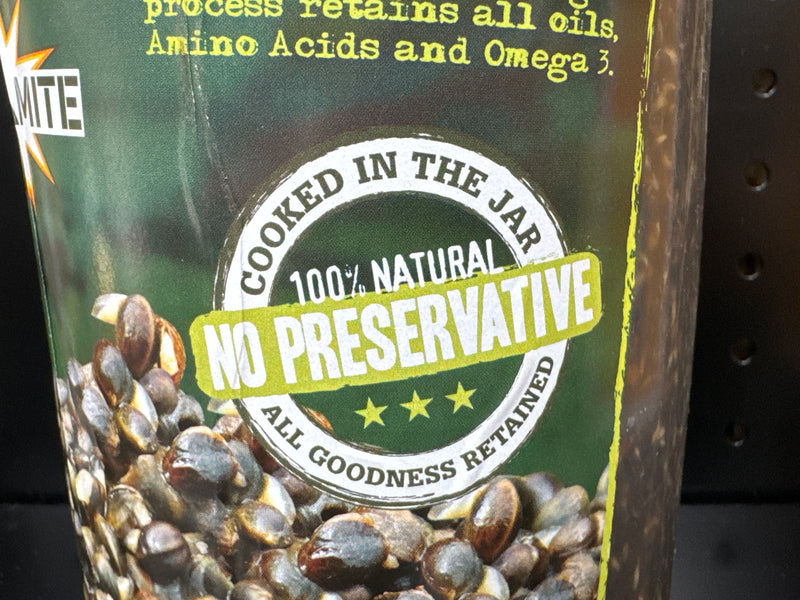 process retains all oils,
Amino Acids and Omega 3.
MITE
COOKED IN THE JAR
100% NATURAL
NO PRESERVATIVE
ALL GOODNESS RETAINED